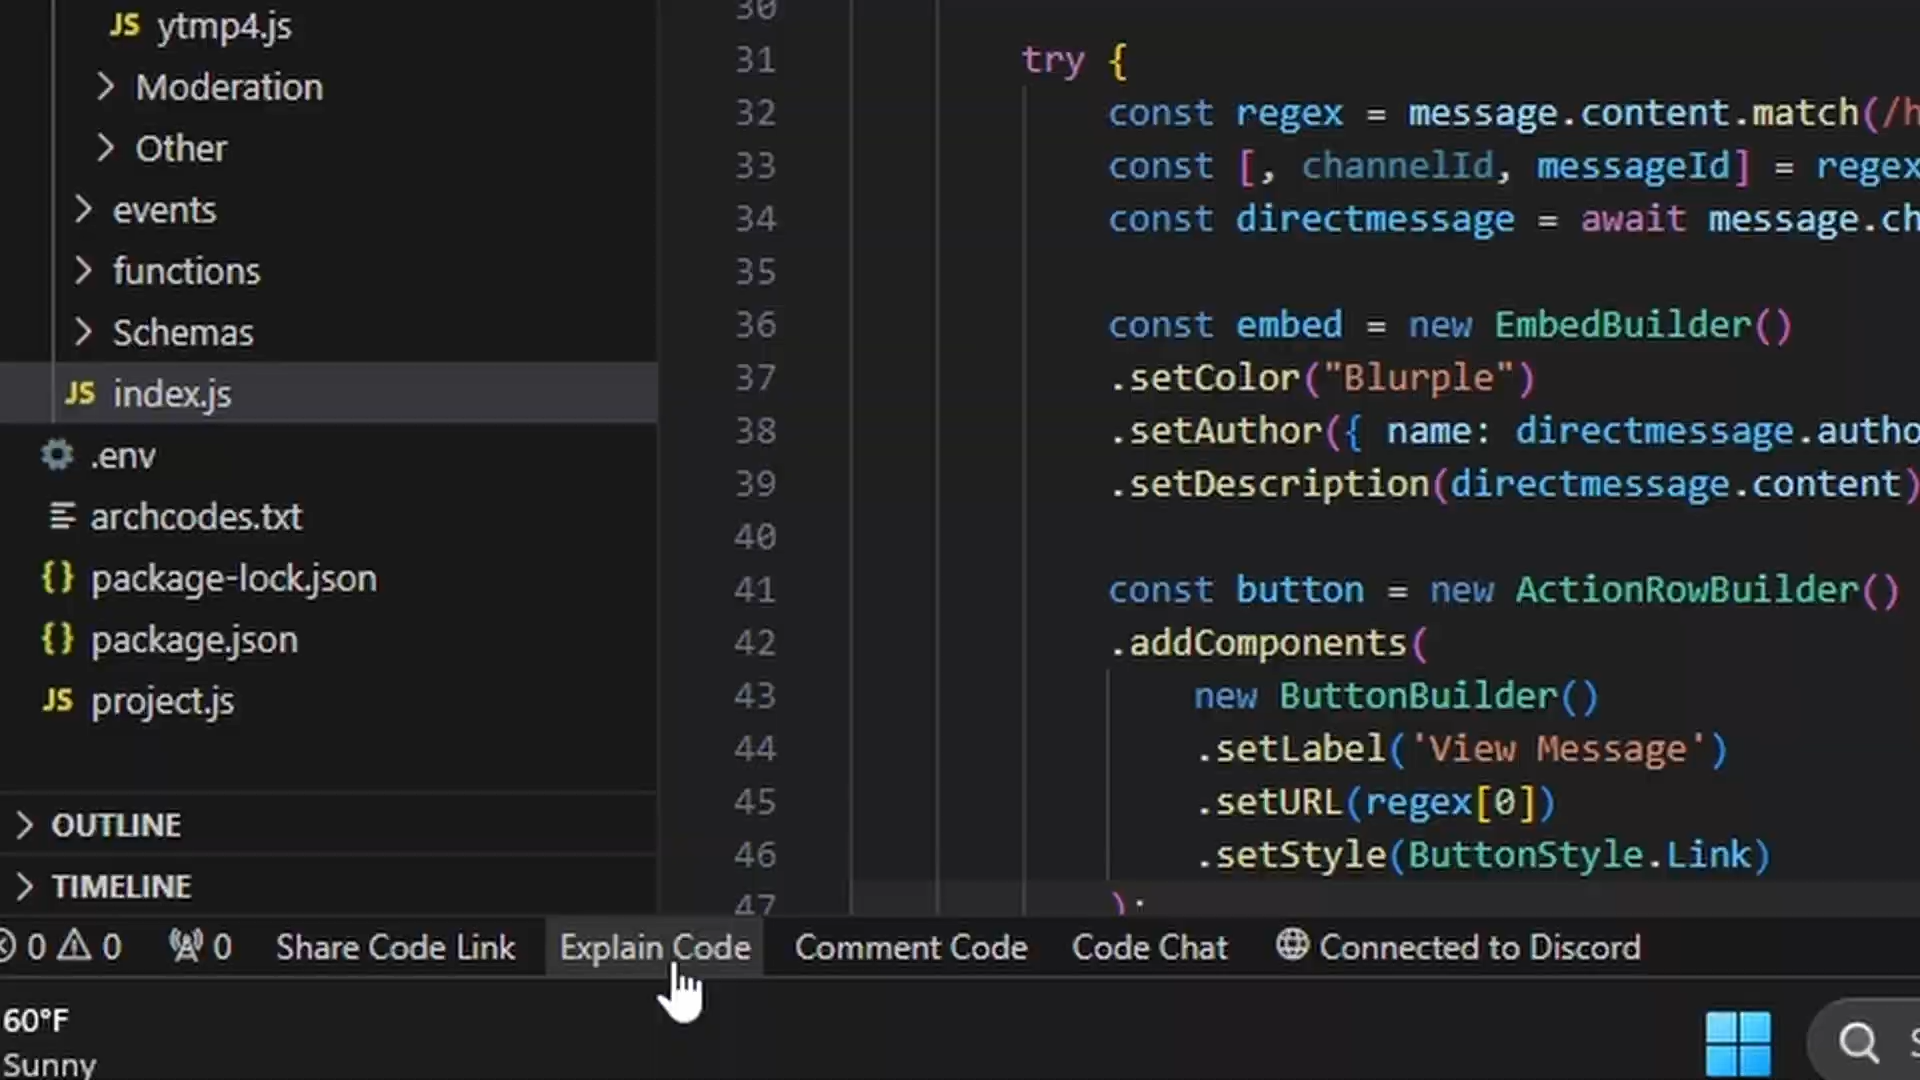 JS ytmp4.js
Moderation
Other
events
functions
Schemas
JS index.js
.env
archcodes.txt
{} package-lock.json
{} package.json
JS project.js
OUTLINE
TIMELINE
30
31 try {
32 const regex = message.content.match(/h
33 const [, channelId, messageId] = regex
34 const directmessage = await message.ch
35
36 const embed = new EmbedBuilder()
37 .setColor("Blurple")
38 .setAuthor({ name: directmessage.autho
39 .setDescription(directmessage.content)
40
41 const button = new ActionRowBuilder()
42 .addComponents(
43 new ButtonBuilder()
44 .setLabel('View Message')
45 .setURL(regex[0])
46 .setStyle(ButtonStyle.Link)
47 );
0 0 0 Share Code Link Explain Code Comment Code Code Chat Connected to Discord
60°F
Sunny
S